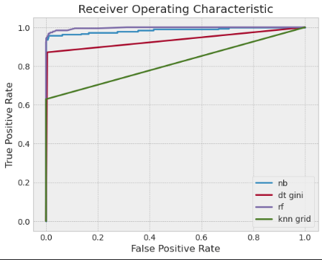 Receiver Operating Characteristic
1.0
0.8
0.6
0.4
0.2
0.0
True Positive Rate
nb
dt gini
rf
knn grid
0.0 0.2 0.4 0.6 0.8 1.0
False Positive Rate